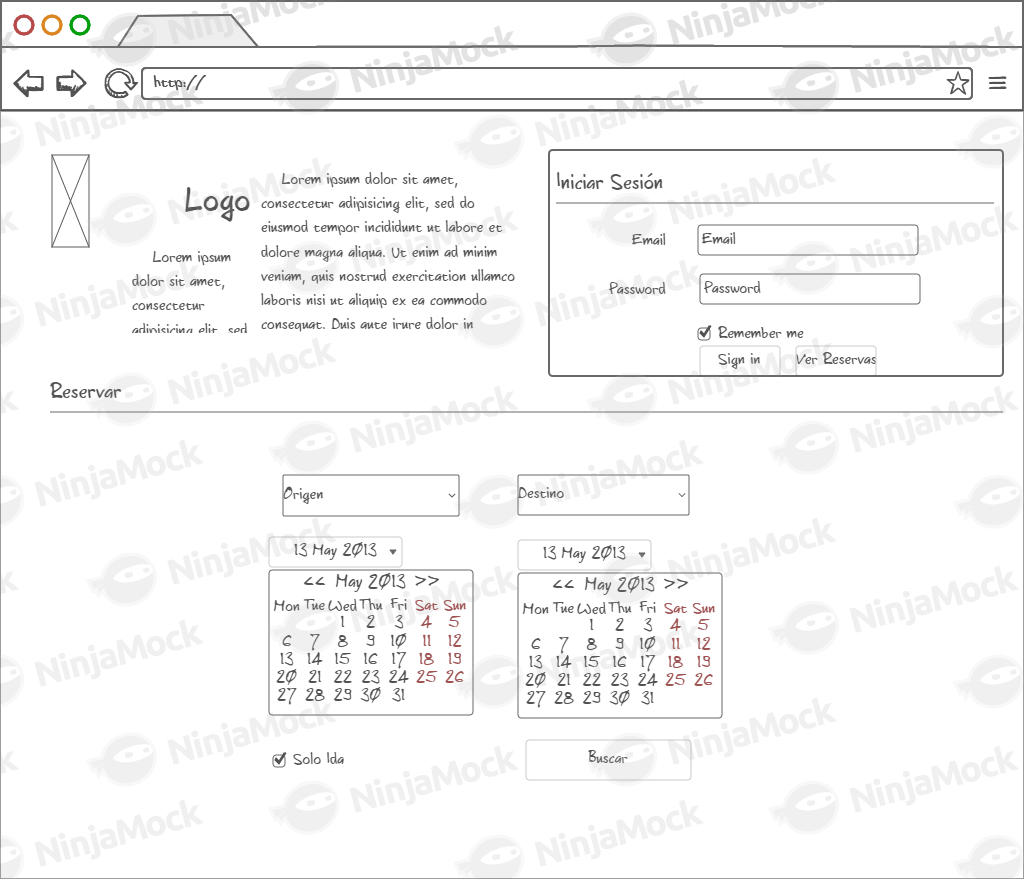 http://
Logo
Lorem ipsum
dolor sit amet,
consectetur
adipisicing elit, sed
Lorem ipsum dolor sit amet,
consectetur adipisicing elit, sed do
eiusmod tempor incididunt ut labore et
dolore magna aliqua. Ut enim ad minim
veniam, quis nostrud exercitation ullamco
laboris nisi ut aliquip ex ea commodo
consequat. Duis aute irure dolor in
Iniciar Sesión
Email Email
Password Password
Remember me
Sign in Ver Reservas
Reservar
Origen Destino
13 May 2013
<< May 2013 >>
Mon Tue Wed Thu Fri Sat Sun
1 2 3 4 5
6 7 8 9 10 11 12
13 14 15 16 17 18 19
20 21 22 23 24 25 26
27 28 29 30 31
13 May 2013
<< May 2013 >>
Mon Tue Wed Thu Fri Sat Sun
1 2 3 4 5
6 7 8 9 10 11 12
13 14 15 16 17 18 19
20 21 22 23 24 25 26
27 28 29 30 31
Solo Ida
Buscar
NinjaMock